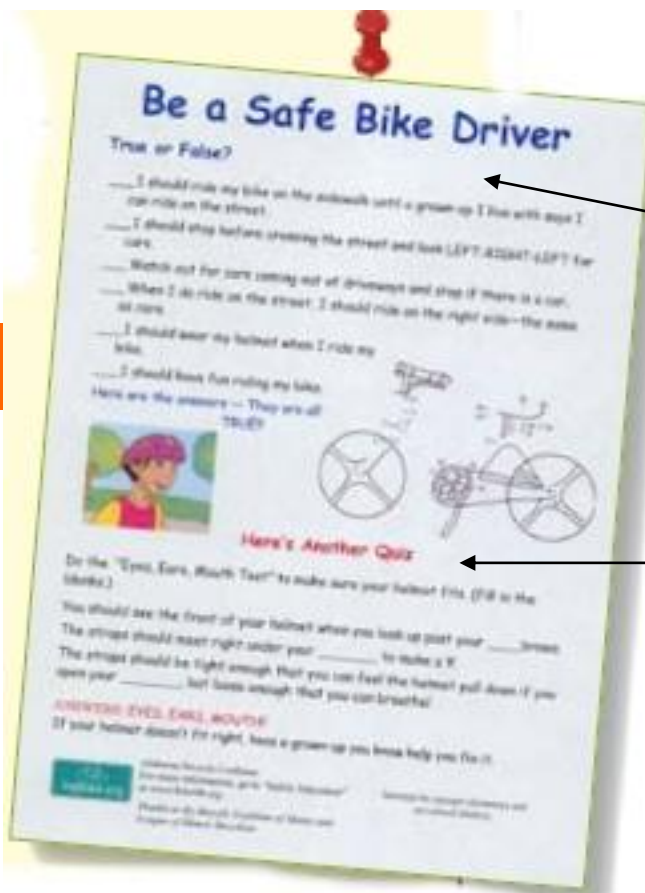 Be a Safe Bike Driver
True or False?
___I should ride my bike on the sidewalk until a grown-up I live with says I
can ride on the street.
___I should stop before crossing the street and look LEFT-RIGHT-LEFT for
cars.
___Watch out for cars coming out of driveways and stop if there is a car.
___When I do ride on the street, I should ride on the right side—the same
as cars.
___I should wear my helmet when I ride my
bike.
___I should have fun riding my bike.
Here are the answers -- They are all
TRUE!!
Here's Another Quiz
Do the "Eyes, Ears, Mouth Test" to make sure your helmet fits. (Fill in the
blanks.)
You should see the front of your helmet when you look up past your ____brows.
The straps should meet right under your ________ to make a V.
The straps should be tight enough that you can feel the helmet pull down if you
open your ________, but loose enough that you can breathe!
ANSWERS: EYES, EARS, MOUTH!!
If your helmet doesn't fit right, have a grown-up you know help you fix it.